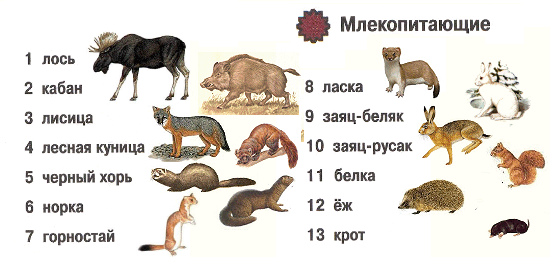 Млекопитающие
1 лось
2 кабан
3 лисица
4 лесная куница
5 черный хорь
6 норка
7 горностай
8 ласка
9 заяц-беляк
10 заяц-русак
11 белка
12 ёж
13 крот